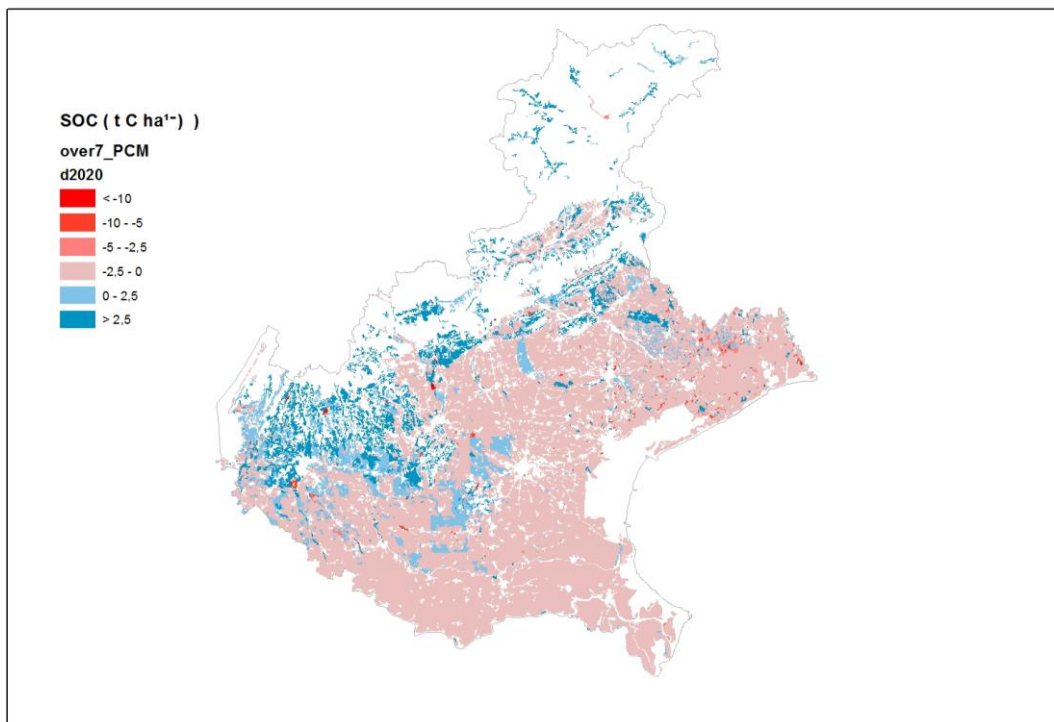 SOC ( t C ha¹⁻) )
over7_PCM
d2020
< -10
-10 - -5
-5 - -2,5
-2,5 - 0
0 - 2,5
> 2,5